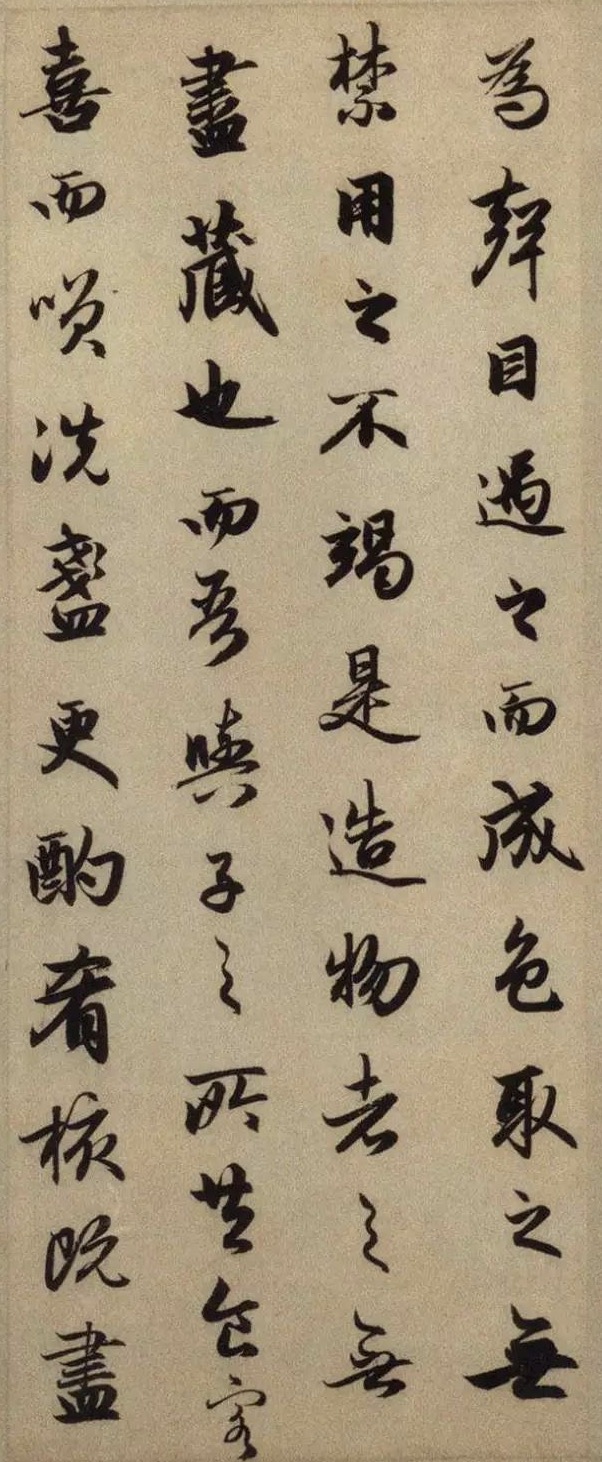 為聲目遇之而成色取之無
禁用之不竭是造物者之無
盡藏也而吾與子之所共食客
喜而咲洗盞更酌肴核既盡